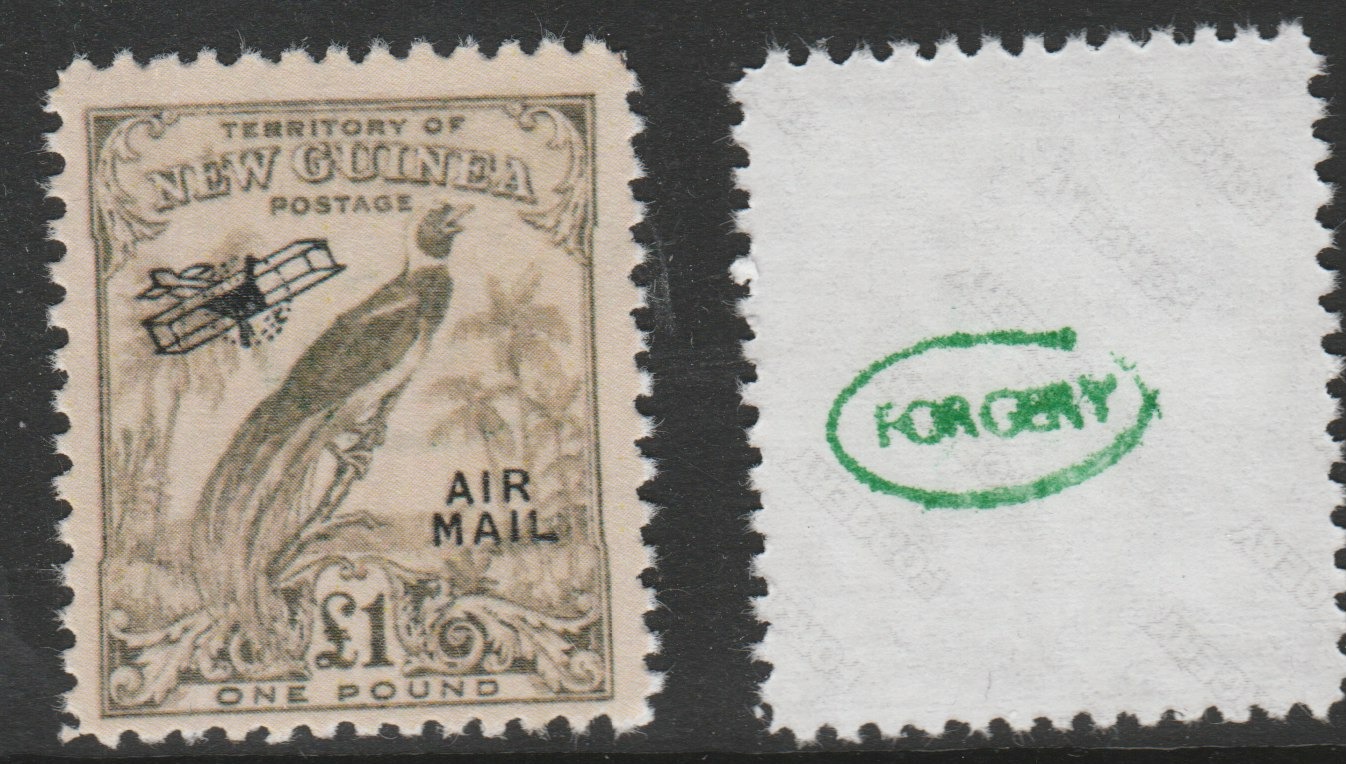 TERRITORY OF
NEW GUINEA
POSTAGE
AIR
MAIL
£1
ONE POUND
FORGERY